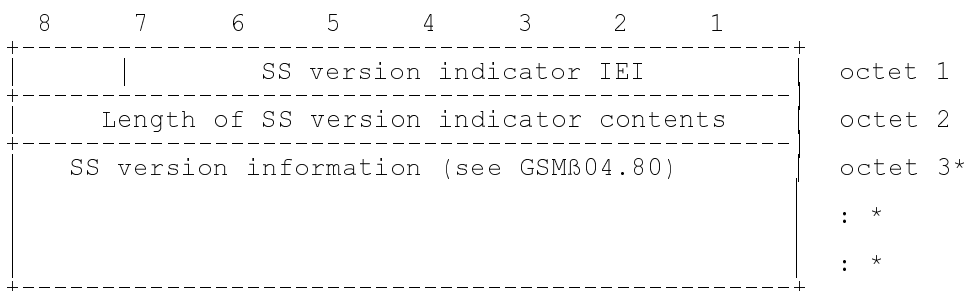 8 7 6 5 4 3 2 1
SS version indicator IEI octet 1
Length of SS version indicator contents octet 2
SS version information (see GSMß04.80) octet 3*
: *
: *